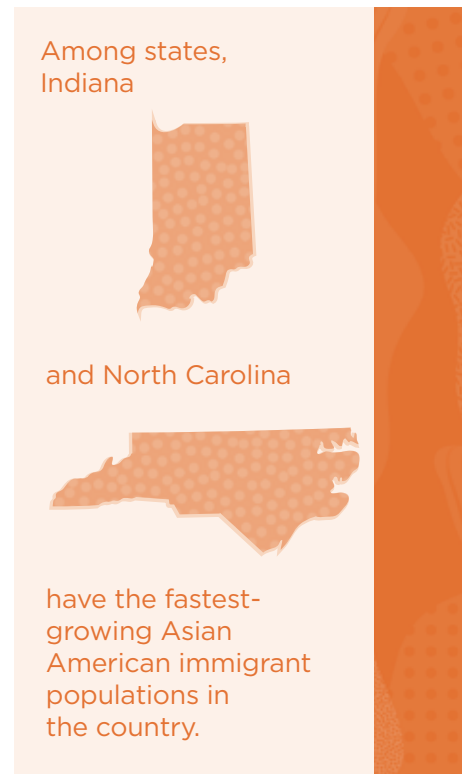 Among states,
Indiana
and North Carolina
have the fastest-
growing Asian
American immigrant
populations in
the country.